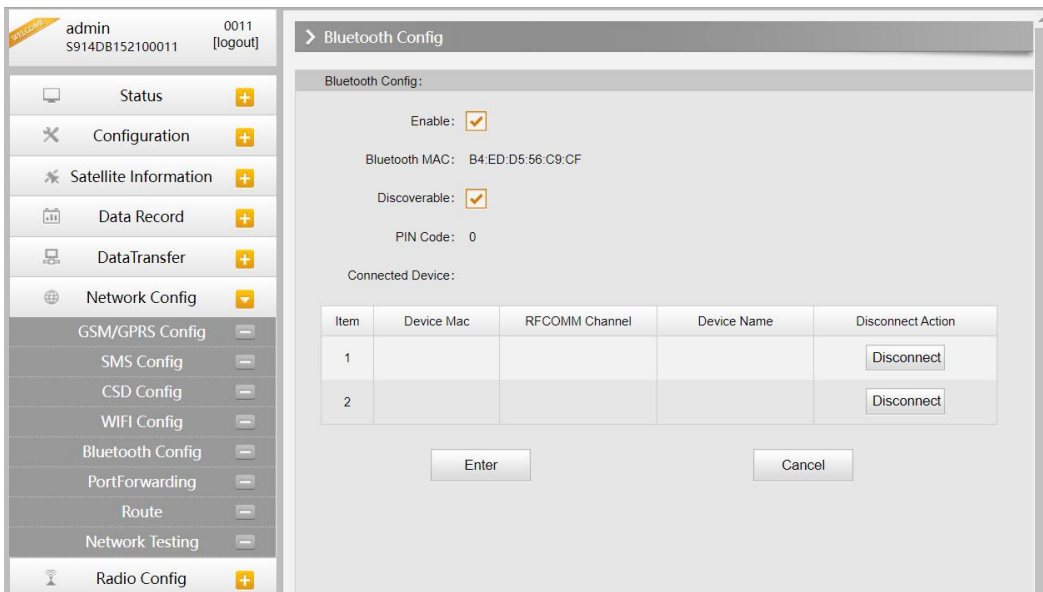 WELCOME
admin
0011
S914DB152100011
[logout]
Status
Configuration
Satellite Information
Data Record
DataTransfer
Network Config
GSM/GPRS Config
SMS Config
CSD Config
WIFI Config
Bluetooth Config
PortForwarding
Route
Network Testing
Radio Config
Bluetooth Config
Bluetooth Config:
Enable:
Bluetooth MAC: B4:ED:D5:56:C9:CF
Discoverable:
PIN Code: 0
Connected Device:
Item Device Mac RFCOMM Channel Device Name Disconnect Action
1 Disconnect
2 Disconnect
Enter Cancel